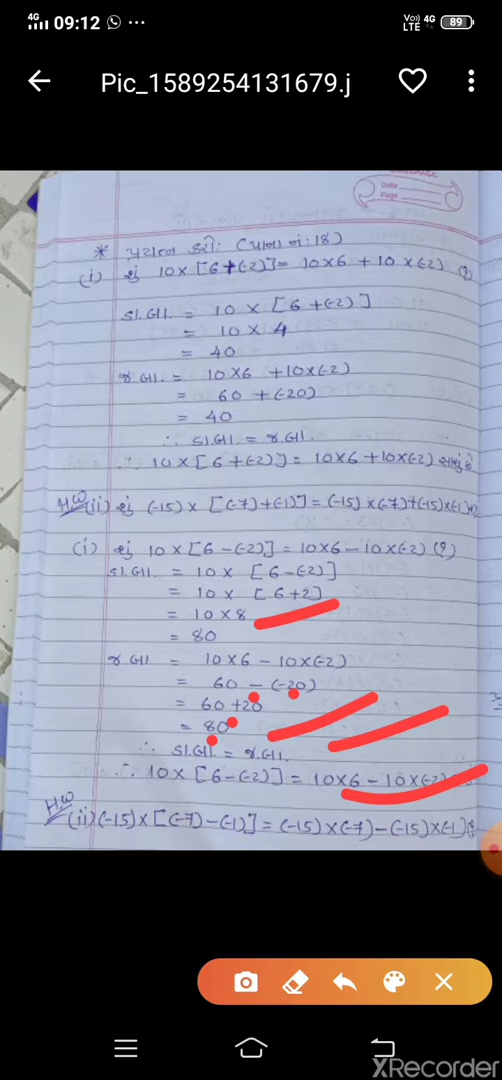 4G 09:12 ... Vo) 4G LTE 89
Pic_1589254131679.j
Date
Page
* પ્રયત્ન કરો: (પાના નં:18)
(i) શું 10×[6+(-2)]= 10×6 + 10×(-2) (?)
ડા.બા. = 10 × [6+(-2)]
= 10 × 4
= 40
જ.બા. = 10×6 +10×(-2)
= 60 +(-20)
= 40
∴ ડા.બા. = જ.બા.
∴ 10×[6+(-2)] = 10×6+10×(-2) સાચું છે
H.W (ii) શું (-15)×[(-7)+(-1)]=(-15)×(-7)+(-15)×(-1)
(i) શું 10×[6-(-2)]=10×6-10×(-2) (?)
ડા.બા. = 10× [6-(-2)]
= 10× [6+2]
= 10×8
= 80
જ.બા. = 10×6 - 10×(-2)
= 60 - (-20)
= 60 +20
= 80
∴ ડા.બા. = જ.બા.
∴ 10×[6-(-2)] = 10×6-10×(-2)
H.W
(ii) (-15)×[(-7)-(-1)]=(-15)×(-7)-(-15)×(-1)
XRecorder